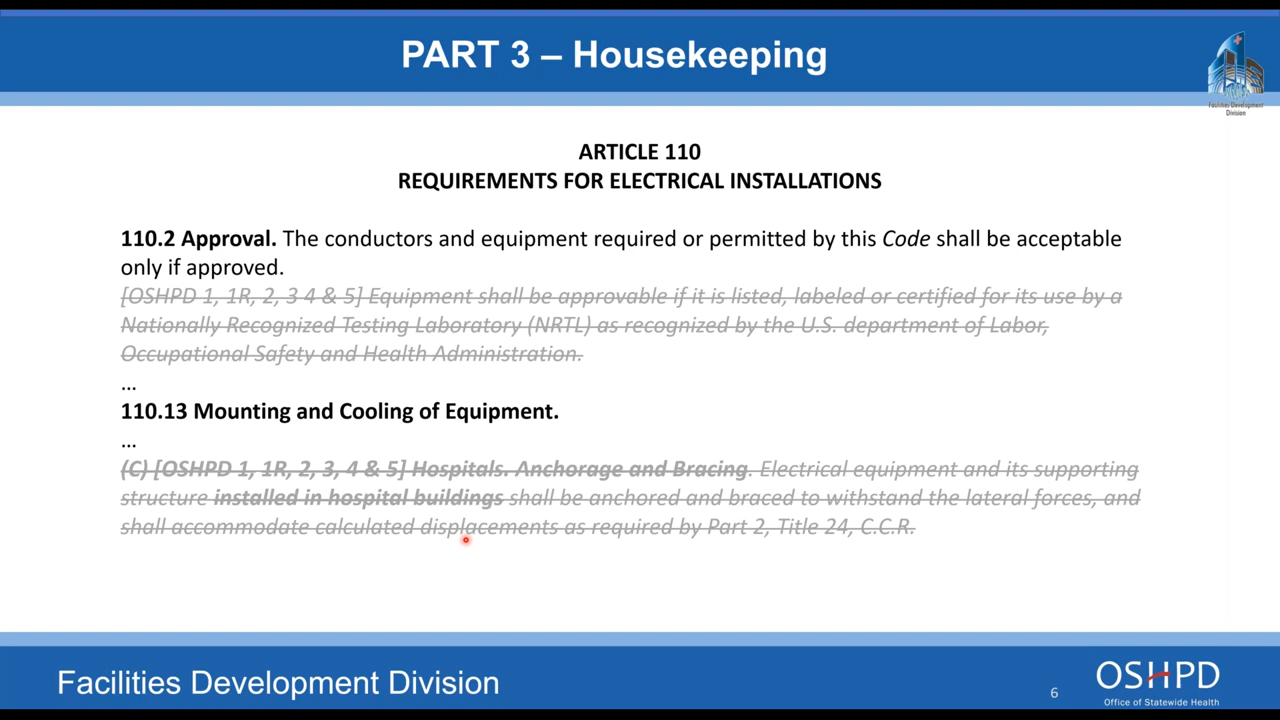 PART 3 – Housekeeping
Facilities Development
Division
ARTICLE 110
REQUIREMENTS FOR ELECTRICAL INSTALLATIONS
110.2 Approval. The conductors and equipment required or permitted by this Code shall be acceptable
only if approved.
[OSHPD 1, 1R, 2, 3 4 & 5] Equipment shall be approvable if it is listed, labeled or certified for its use by a
Nationally Recognized Testing Laboratory (NRTL) as recognized by the U.S. department of Labor,
Occupational Safety and Health Administration.
...
110.13 Mounting and Cooling of Equipment.
...
(C) [OSHPD 1, 1R, 2, 3, 4 & 5] Hospitals. Anchorage and Bracing. Electrical equipment and its supporting
structure installed in hospital buildings shall be anchored and braced to withstand the lateral forces, and
shall accommodate calculated displacements as required by Part 2, Title 24, C.C.R.
Facilities Development Division
6
OSHPD
Office of Statewide Health